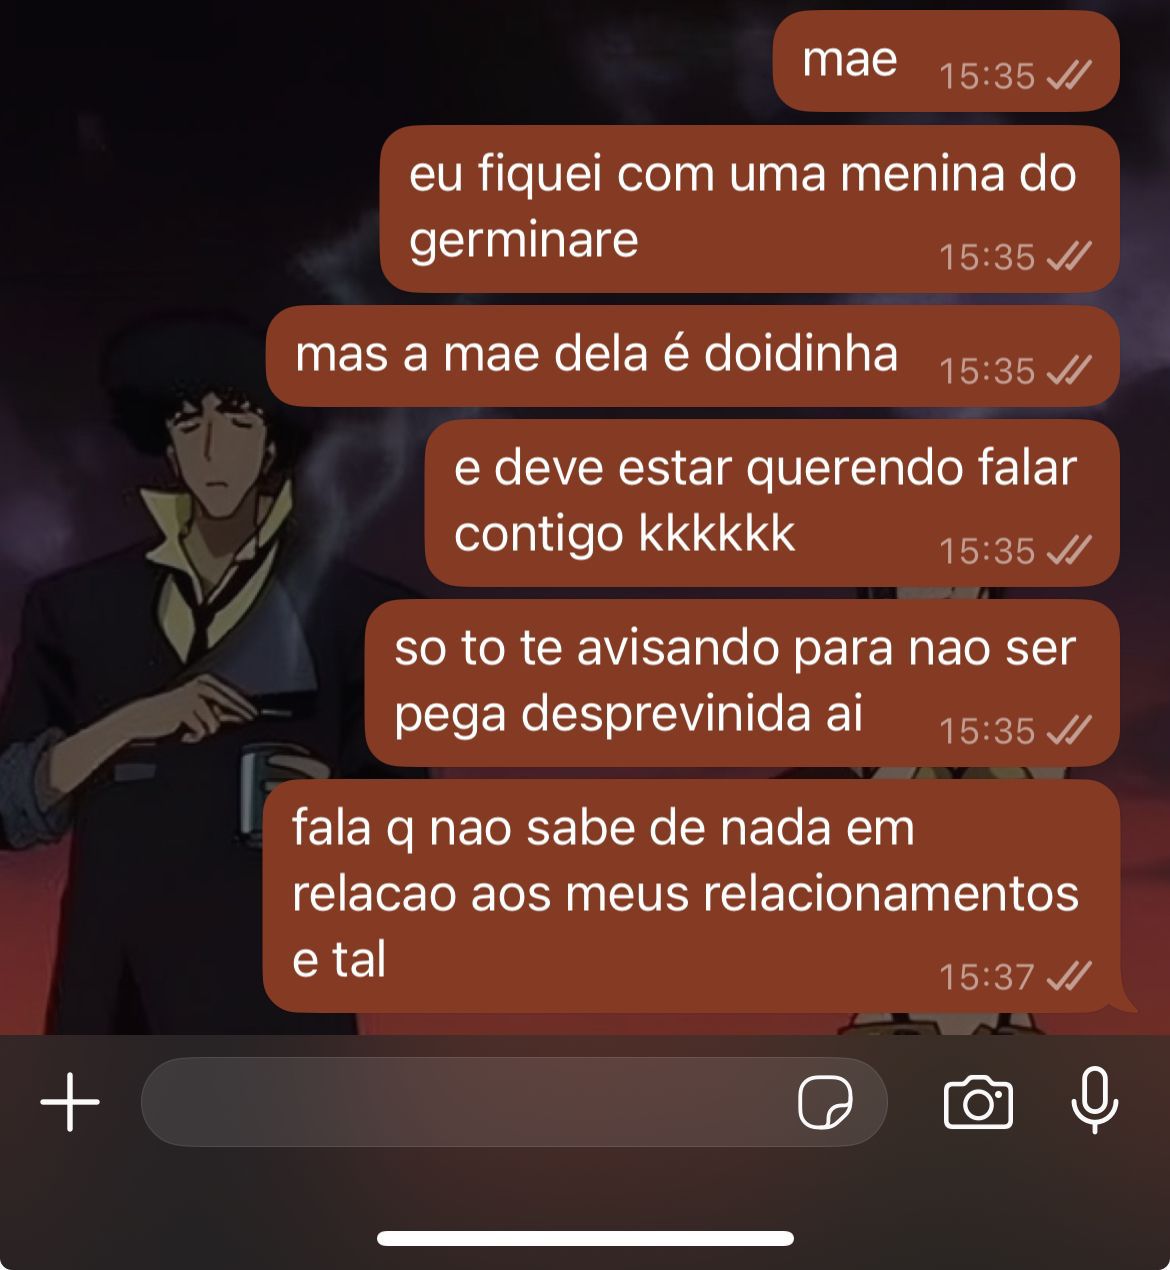 mae 15:35
eu fiquei com uma menina do
germinare 15:35
mas a mae dela é doidinha 15:35
e deve estar querendo falar
contigo kkkkkk 15:35
so to te avisando para nao ser
pega desprevinida ai 15:35
fala q nao sabe de nada em
relacao aos meus relacionamentos
e tal 15:37